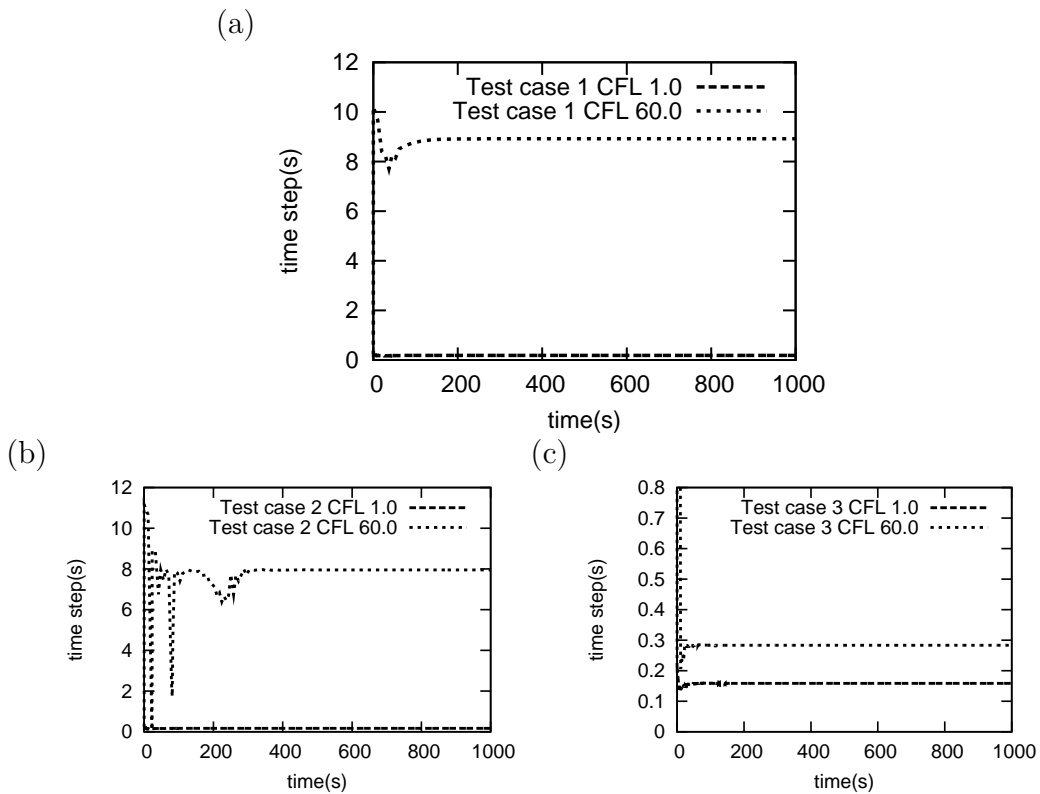 (a)
12
10
8
6
4
2
0
time step(s)
Test case 1 CFL 1.0
Test case 1 CFL 60.0
0 200 400 600 800 1000
time(s)
(b)
12
10
8
6
4
2
0
time step(s)
Test case 2 CFL 1.0
Test case 2 CFL 60.0
0 200 400 600 800 1000
time(s)
(c)
0.8
0.7
0.6
0.5
0.4
0.3
0.2
0.1
0
time step(s)
Test case 3 CFL 1.0
Test case 3 CFL 60.0
0 200 400 600 800 1000
time(s)